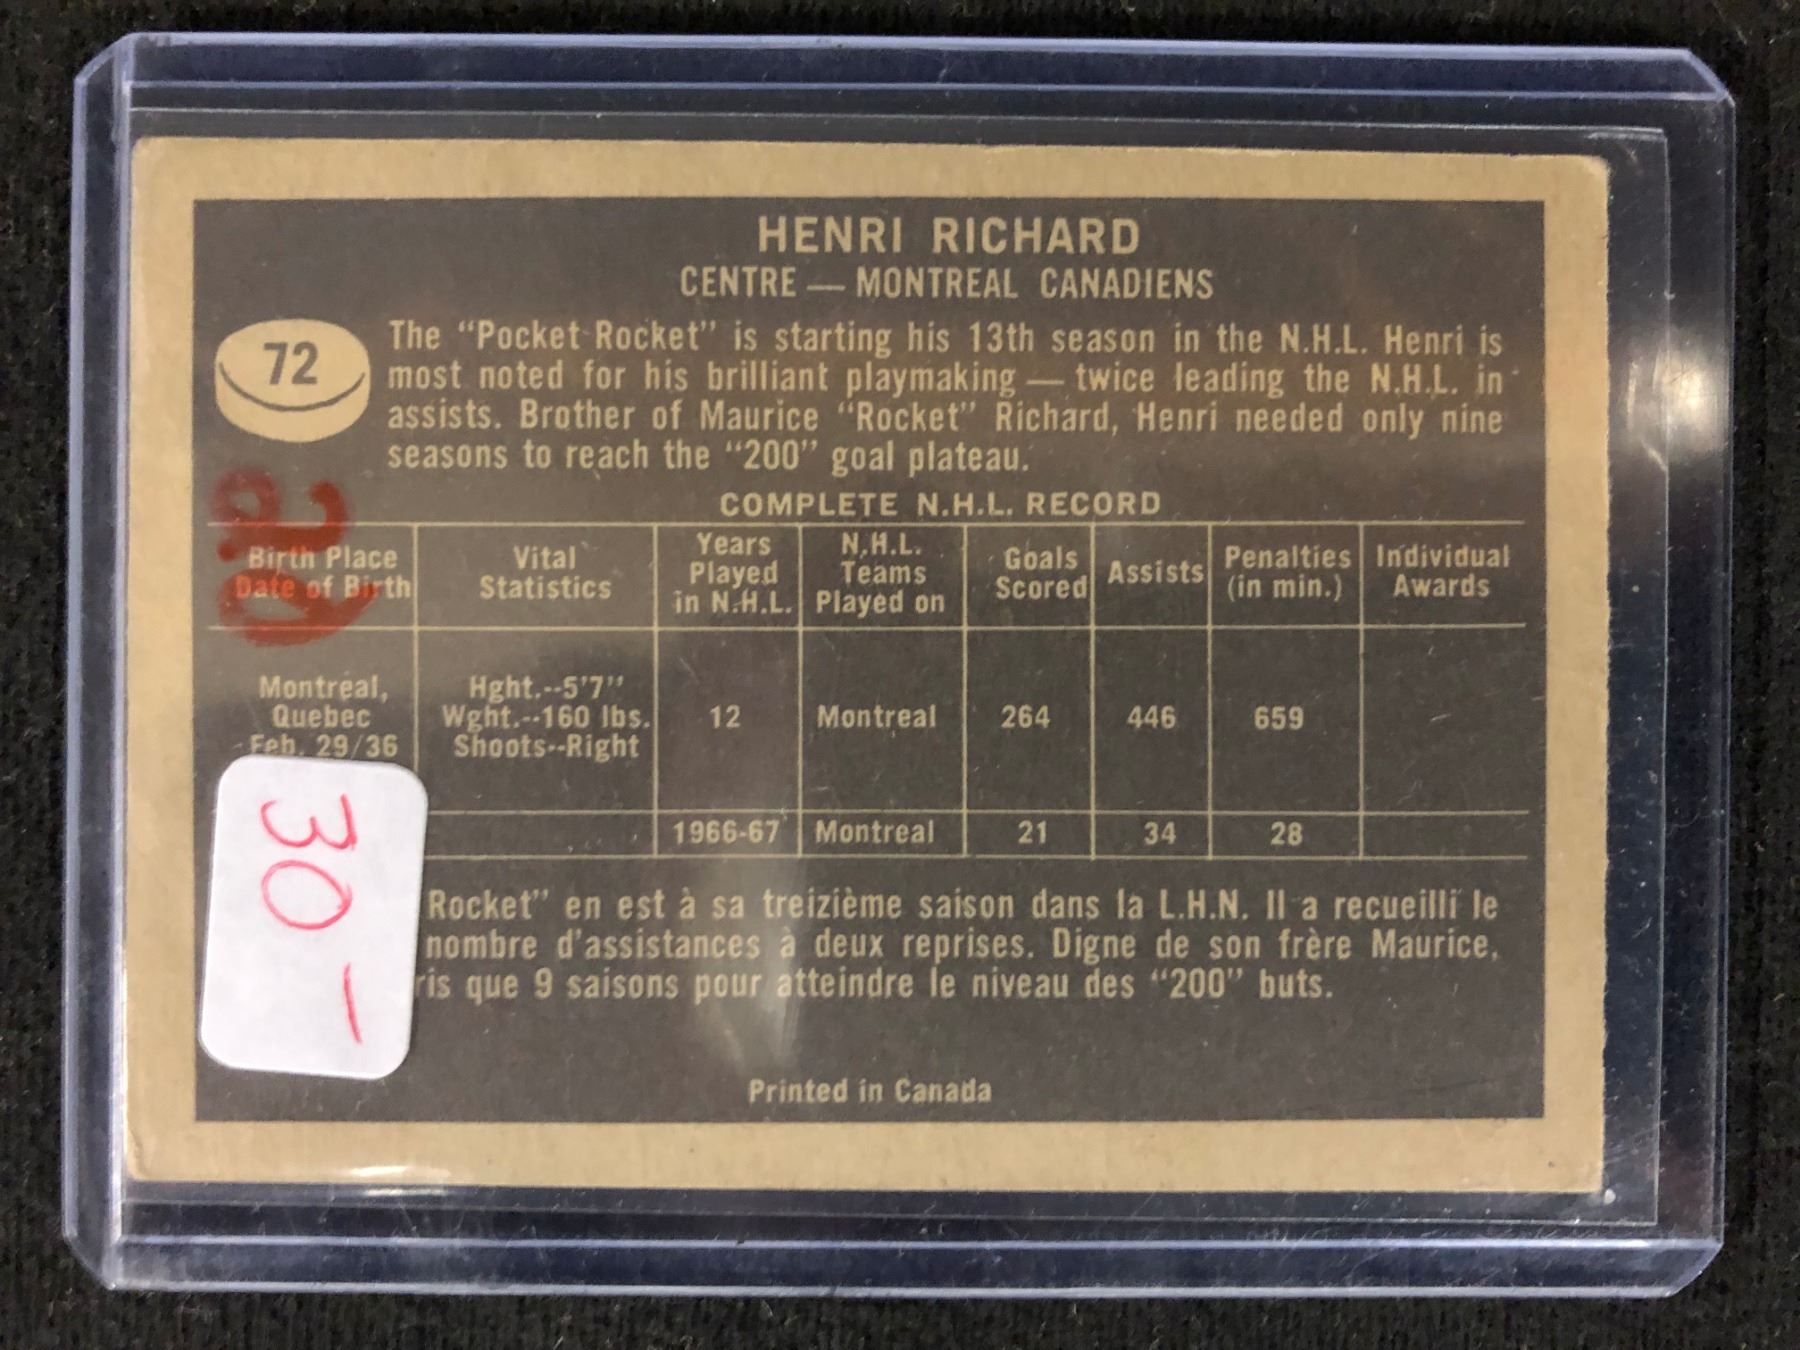 HENRI RICHARD
CENTRE — MONTREAL CANADIENS
72
The “Pocket Rocket” is starting his 13th season in the N.H.L. Henri is
most noted for his brilliant playmaking — twice leading the N.H.L. in
assists. Brother of Maurice “Rocket” Richard, Henri needed only nine
seasons to reach the “200” goal plateau.
COMPLETE N.H.L. RECORD
Birth Place
Date of Birth
Vital
Statistics
Years
Played
in N.H.L.
N.H.L.
Teams
Played on
Goals
Scored
Assists
Penalties
(in min.)
Individual
Awards
Montreal,
Quebec
Feb. 29/36
Hght.--5'7''
Wght.--160 lbs.
Shoots--Right
12
Montreal
264
446
659
1966-67
Montreal
21
34
28
30 —
Rocket” en est à sa treizième saison dans la L.H.N. Il a recueilli le
nombre d'assistances à deux reprises. Digne de son frère Maurice,
ris que 9 saisons pour atteindre le niveau des “200” buts.
Printed in Canada